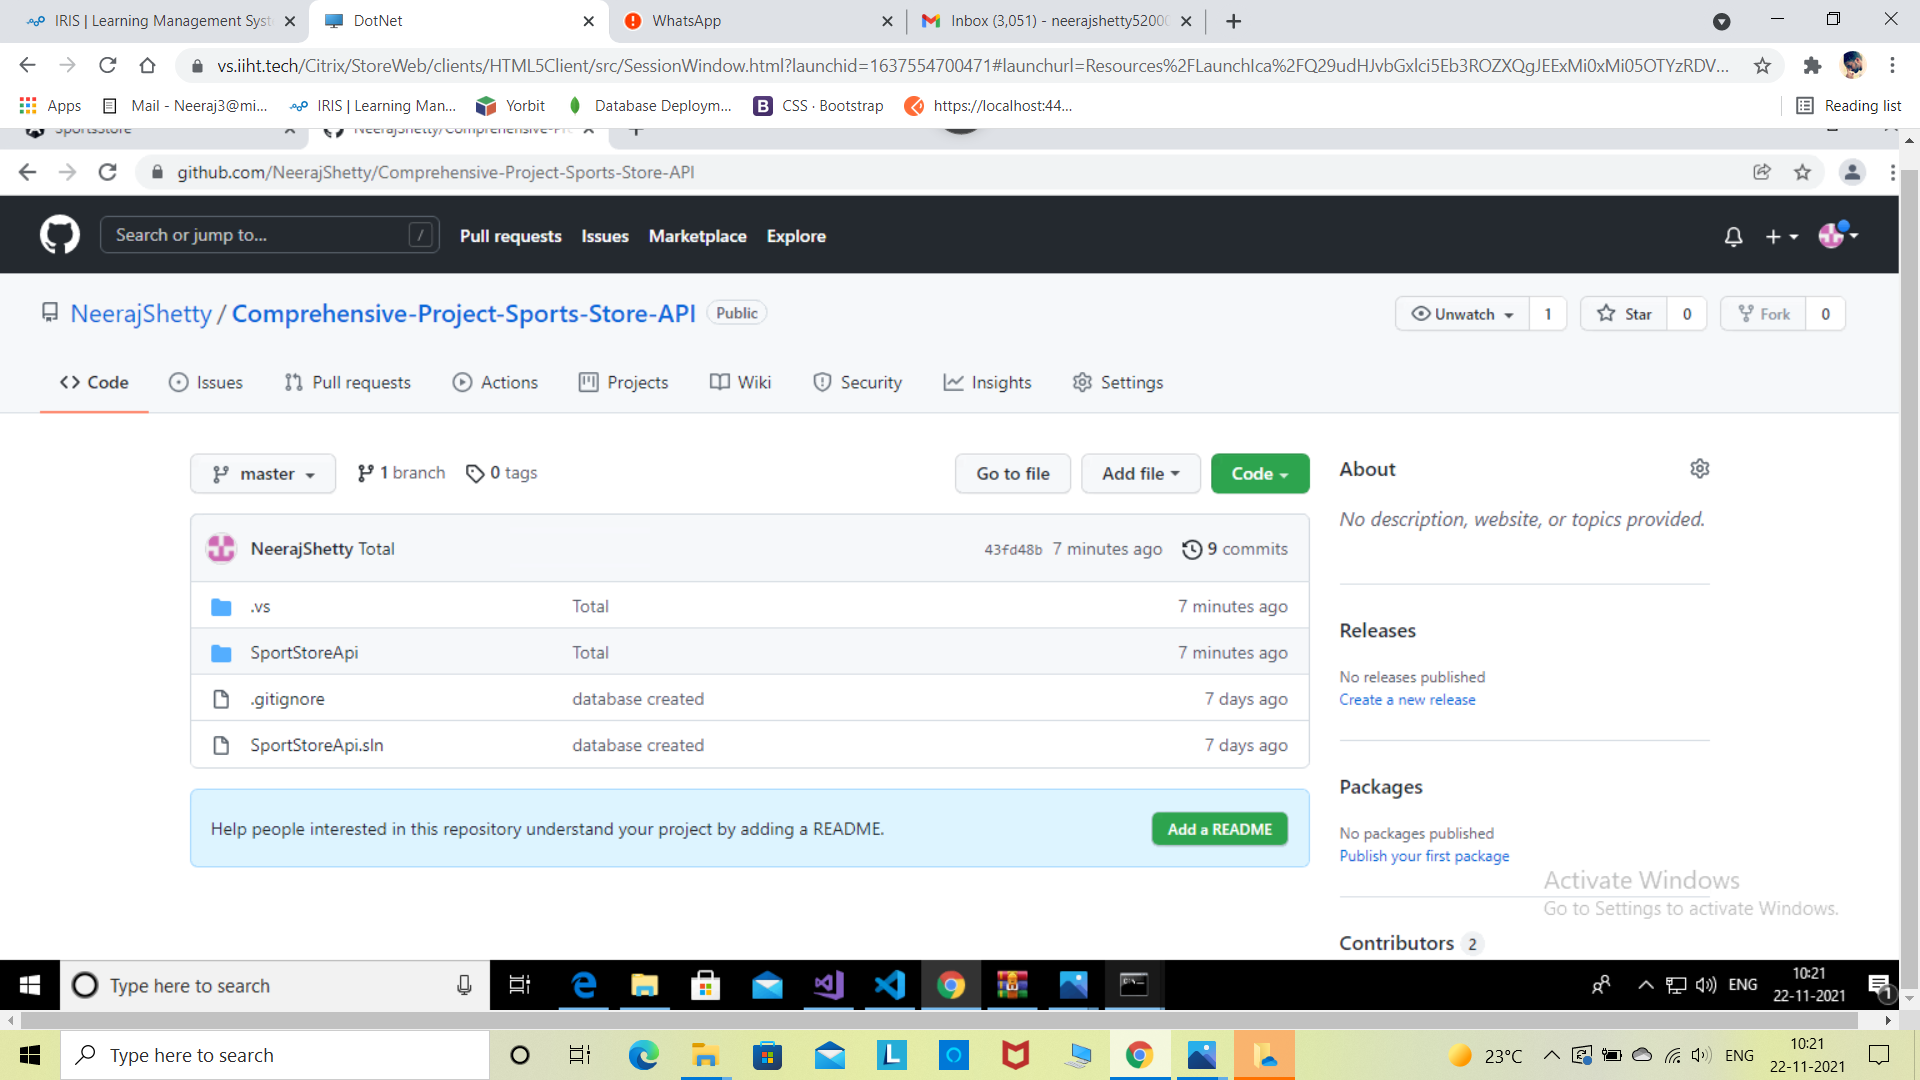 IRIS | Learning Management Syst
DotNet
WhatsApp
Inbox (3,051) - neerajshetty52000
vs.iiht.tech/Citrix/StoreWeb/clients/HTML5Client/src/SessionWindow.html?launchid=1637554700471#launchurl=Resources%2FLaunchIca%2FQ29udHJvbGxlci5Eb3ROZXQgJEExMi0xMi05OTYzRDV...
Apps
Mail - Neeraj3@mi...
IRIS | Learning Man...
Yorbit
Database Deploym...
CSS · Bootstrap
https://localhost:44...
Reading list
SportsStore
NeerajShetty/Comprehensive-Pro
github.com/NeerajShetty/Comprehensive-Project-Sports-Store-API
Search or jump to... /
Pull requests Issues Marketplace Explore
NeerajShetty / Comprehensive-Project-Sports-Store-API Public
Unwatch 1 Star 0 Fork 0
Code Issues Pull requests Actions Projects Wiki Security Insights Settings
master 1 branch 0 tags Go to file Add file Code
NeerajShetty Total 43fd48b 7 minutes ago 9 commits
.vs Total 7 minutes ago
SportStoreApi Total 7 minutes ago
.gitignore database created 7 days ago
SportStoreApi.sln database created 7 days ago
Help people interested in this repository understand your project by adding a README. Add a README
About
No description, website, or topics provided.
Releases
No releases published
Create a new release
Packages
No packages published
Publish your first package
Activate Windows
Go to Settings to activate Windows.
Contributors 2
Type here to search
ENG
10:21
22-11-2021
1
Type here to search
L
23°C
ENG
10:21
22-11-2021